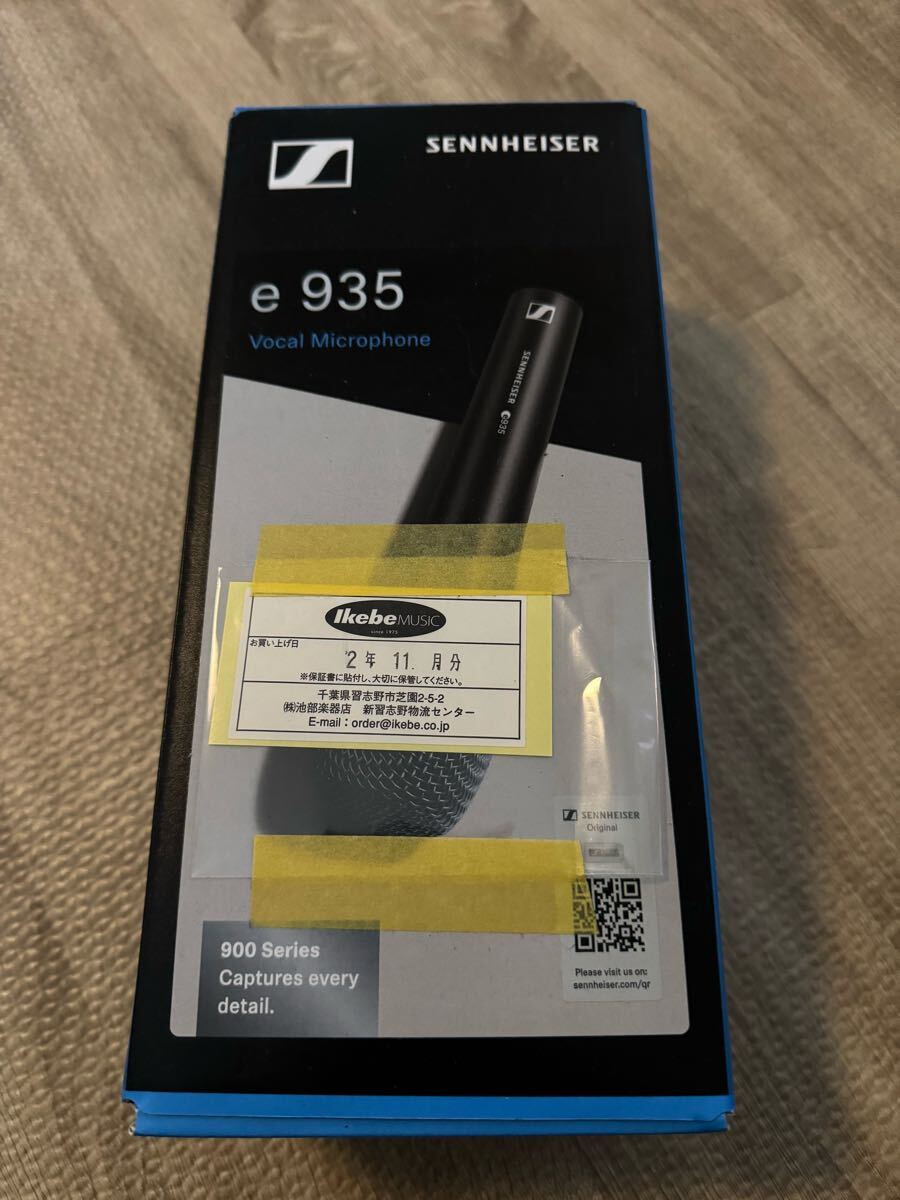 SENNHEISER
e 935
Vocal Microphone
SENNHEISER e935
IkebeMUSIC
since 1975
お買い上げ日
'2年 11. 月分
※保証書に貼付し、大切に保管してください。
千葉県習志野市芝園2-5-2
㈱池部楽器店 新習志野物流センター
E-mail：order@ikebe.co.jp
SENNHEISER
Original
900 Series
Captures every
detail.
Please visit us on:
sennheiser.com/qr